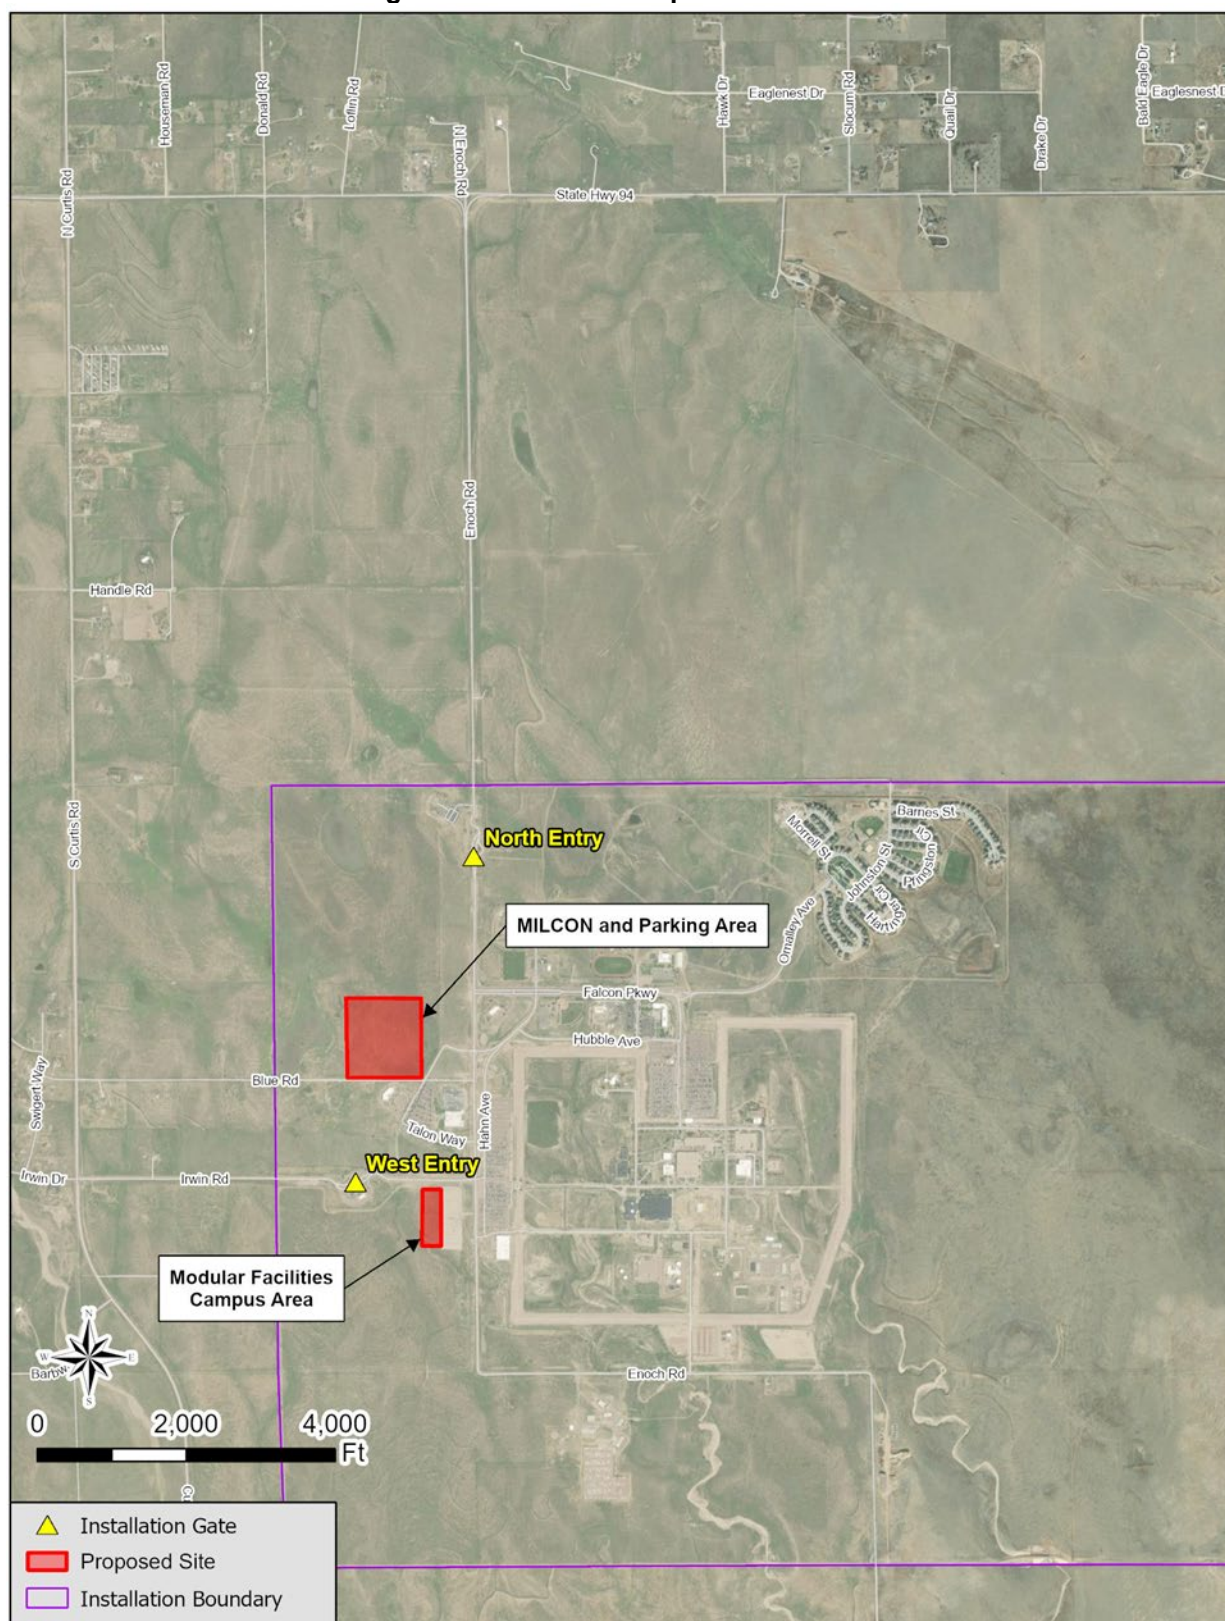 Houseman Rd
Donald Rd
Loflin Rd
N Enoch Rd
Hawk Dr
Eaglenest Dr
Slocum Rd
Quail Dr
Drake Dr
Bald Eagle Dr
Eaglesnest D
N Curtis Rd
State Hwy 94
Enoch Rd
Handle Rd
S Curtis Rd
North Entry
Barnes St
Morrell St
Johnston St
Pringston Cir
Hartinger Cir
Omalley Ave
MILCON and Parking Area
Falcon Pkwy
Hubble Ave
Swigert Way
Blue Rd
Talon Way
Hahn Ave
West Entry
Irwin Dr
Irwin Rd
Modular Facilities
Campus Area
N
W
E
S
Enoch Rd
0
2,000
4,000
Ft
Installation Gate
Proposed Site
Installation Boundary